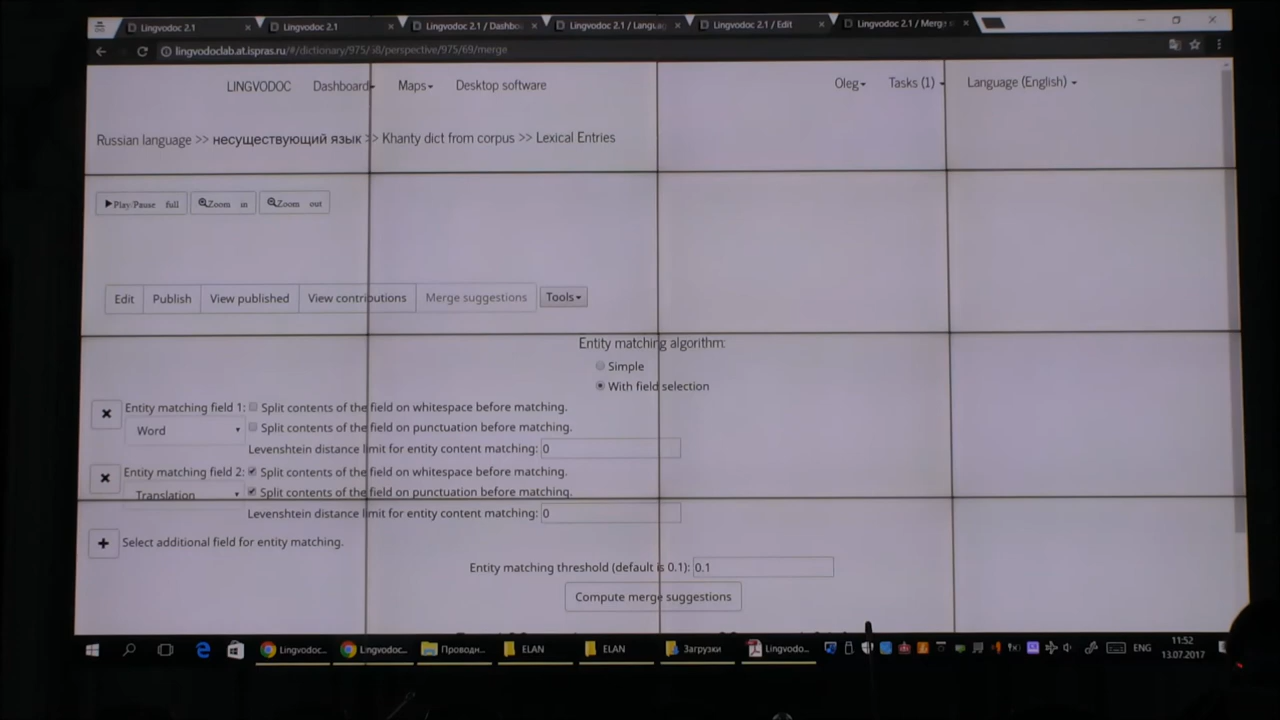 Lingvodoc 2.1
Lingvodoc 2.1
Lingvodoc 2.1 / Dashbo
Lingvodoc 2.1 / Langua
Lingvodoc 2.1 / Edit
Lingvodoc 2.1 / Merge s
lingvodoclab.at.ispras.ru/#/dictionary/975/68/perspective/975/69/merge
LINGVODOC Dashboard Maps Desktop software Oleg Tasks (1) Language (English)
Russian language >> несуществующий язык >> Khanty dict from corpus >> Lexical Entries
Play/Pause full Zoom in Zoom out
Edit Publish View published View contributions Merge suggestions Tools
Entity matching algorithm:
Simple
With field selection
Entity matching field 1: Split contents of the field on whitespace before matching.
Word Split contents of the field on punctuation before matching.
Levenshtein distance limit for entity content matching: 0
Entity matching field 2: Split contents of the field on whitespace before matching.
Translation Split contents of the field on punctuation before matching.
Levenshtein distance limit for entity content matching: 0
Select additional field for entity matching.
Entity matching threshold (default is 0.1): 0.1
Compute merge suggestions
Lingvodo... Lingvodoc... Проводн... ELAN ELAN Загрузки Lingvodo... ENG 11:52
13.07.2017